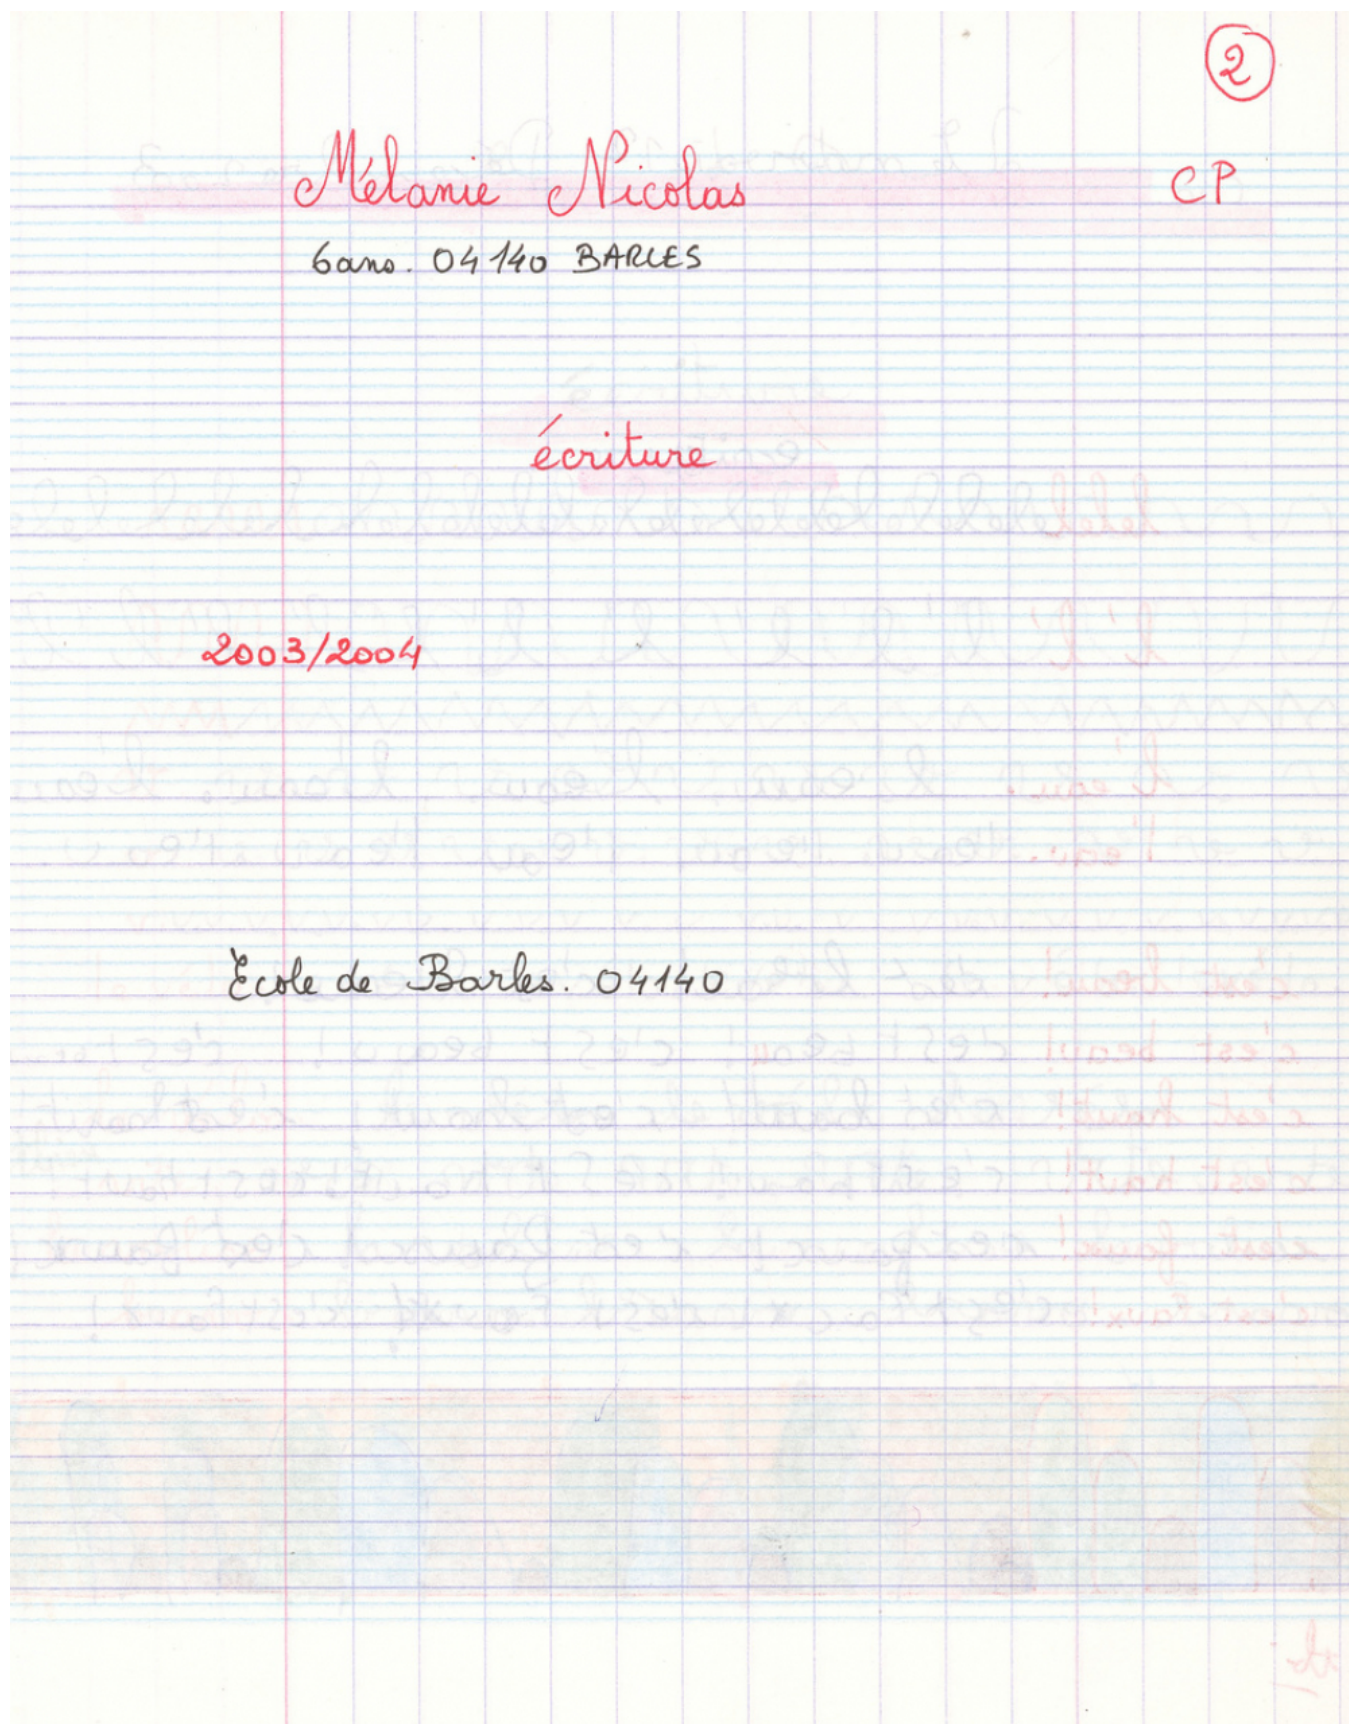 2
Mélanie Nicolas CP
6ans. 04140 BARLES
écriture
2003/2004
Ecole de Barles. 04140